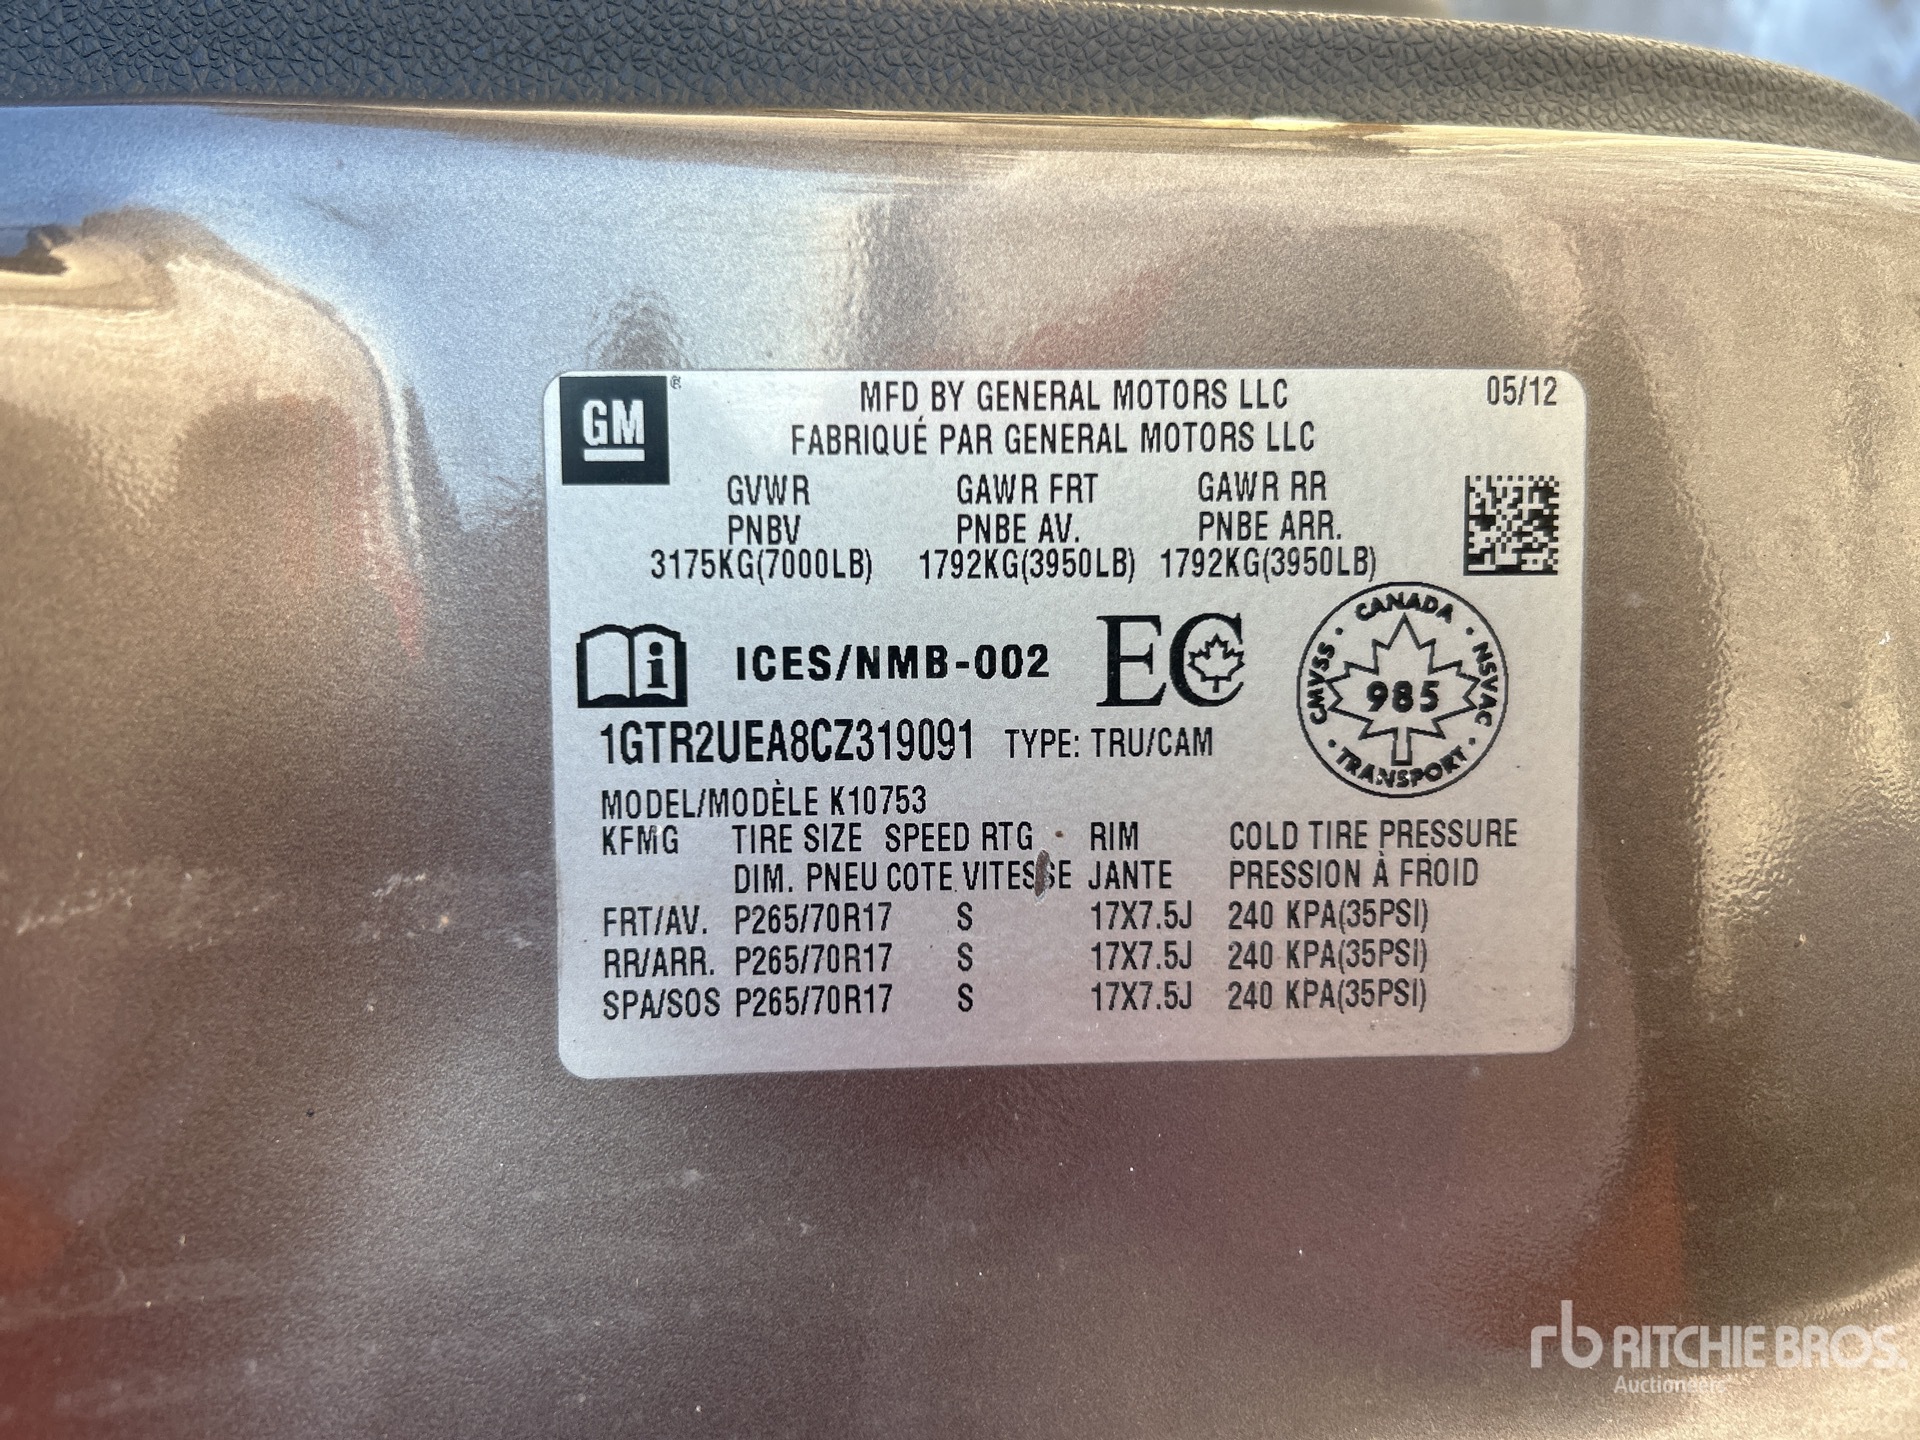 GM ®
MFD BY GENERAL MOTORS LLC 05/12
FABRIQUÉ PAR GENERAL MOTORS LLC
GVWR GAWR FRT GAWR RR
PNBV PNBE AV. PNBE ARR.
3175KG(7000LB) 1792KG(3950LB) 1792KG(3950LB)
i ICES/NMB-002 EC
CANADA
CMVSS 985 NSVAC
TRANSPORT
1GTR2UEA8CZ319091 TYPE: TRU/CAM
MODEL/MODÈLE K10753
KFMG TIRE SIZE SPEED RTG RIM COLD TIRE PRESSURE
DIM. PNEU COTE VITESSE JANTE PRESSION À FROID
FRT/AV. P265/70R17 S 17X7.5J 240 KPA(35PSI)
RR/ARR. P265/70R17 S 17X7.5J 240 KPA(35PSI)
SPA/SOS P265/70R17 S 17X7.5J 240 KPA(35PSI)
rb RITCHIE BROS.
Auctioneers